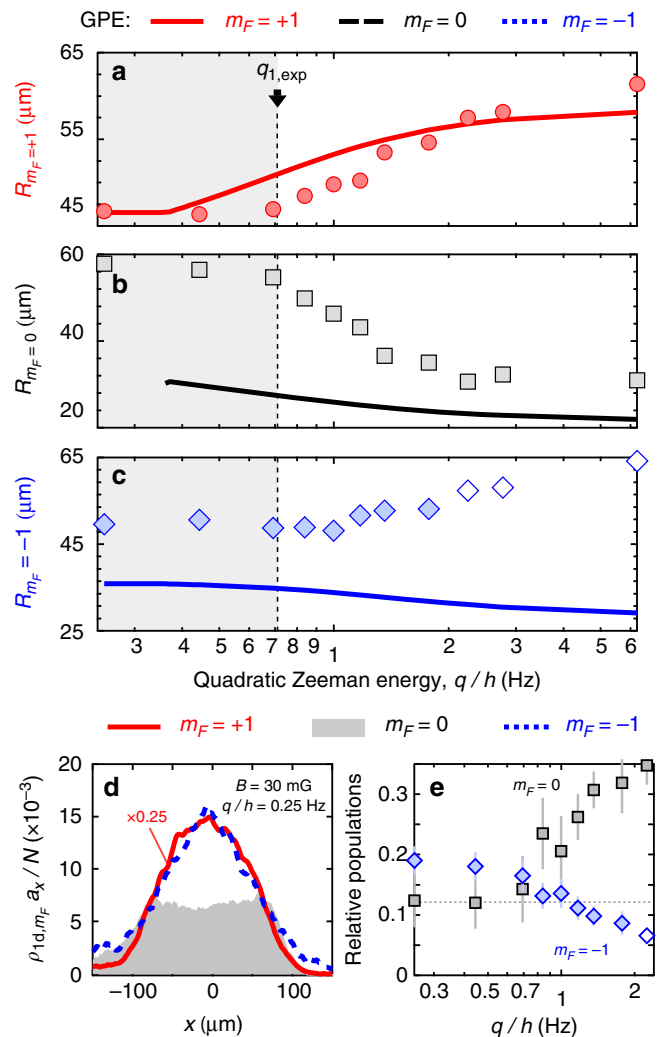 GPE: m_F = +1 m_F = 0 m_F = −1
65
a
q_1,exp
55
45
R_{m_F=+1} (μm)
60
b
40
20
R_{m_F=0} (μm)
65
c
45
25
R_{m_F=−1} (μm)
3 4 5 6 7 8 9 1 2 3 4 5 6
Quadratic Zeeman energy, q / h (Hz)
m_F = +1 m_F = 0 m_F = −1
20
d
B = 30 mG
q / h = 0.25 Hz
15
×0.25
10
5
0
ρ_{1d,m_F} a_x / N (×10⁻³)
−100 0 100
x (μm)
e
m_F = 0
0.3
0.2
0.1
m_F = −1
0
Relative populations
0.3 0.5 0.7 1 2
q / h (Hz)